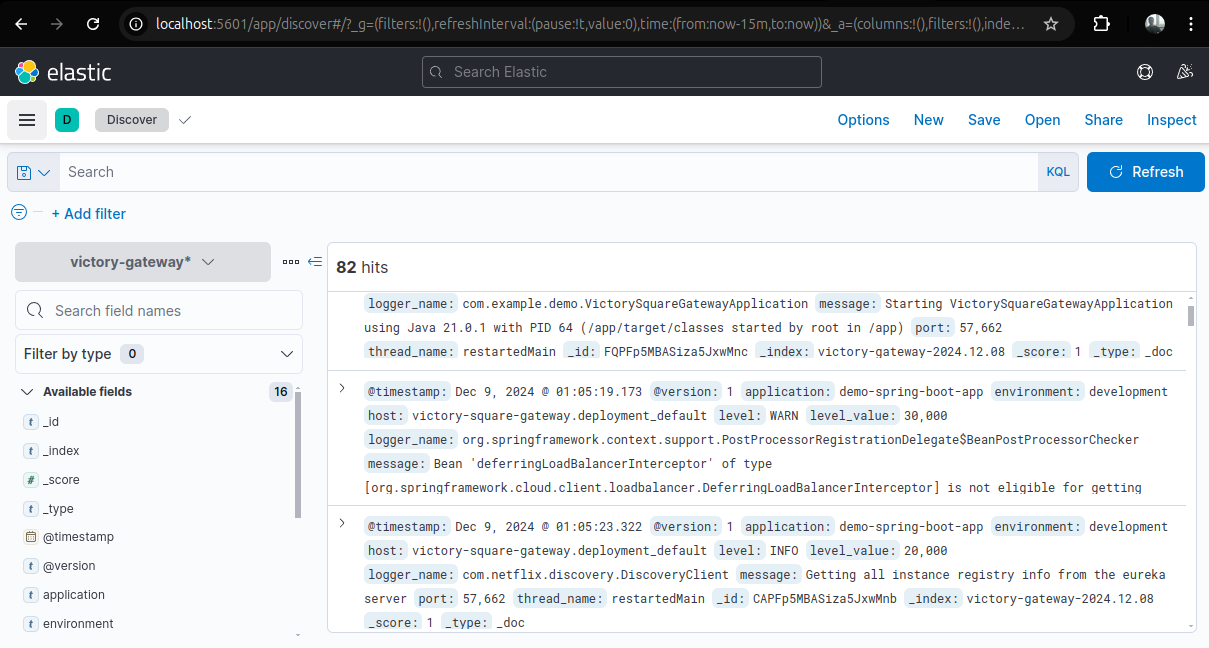 localhost:5601/app/discover#/?_g=(filters:!(),refreshInterval:(pause:!t,value:0),time:(from:now-15m,to:now))&_a=(columns:!(),filters:!(),inde...
elastic
Search Elastic
D
Discover
Options
New
Save
Open
Share
Inspect
Search
KQL
Refresh
+ Add filter
victory-gateway*
Search field names
Filter by type 0
Available fields 16
t _id
t _index
# _score
t _type
@timestamp
t @version
t application
t environment
82 hits
logger_name: com.example.demo.VictorySquareGatewayApplication message: Starting VictorySquareGatewayApplication
using Java 21.0.1 with PID 64 (/app/target/classes started by root in /app) port: 57,662
thread_name: restartedMain _id: FQPFp5MBASiza5JxwMnc _index: victory-gateway-2024.12.08 _score: 1 _type: _doc
@timestamp: Dec 9, 2024 @ 01:05:19.173 @version: 1 application: demo-spring-boot-app environment: development
host: victory-square-gateway.deployment_default level: WARN level_value: 30,000
logger_name: org.springframework.context.support.PostProcessorRegistrationDelegate$BeanPostProcessorChecker
message: Bean 'deferringLoadBalancerInterceptor' of type
[org.springframework.cloud.client.loadbalancer.DeferringLoadBalancerInterceptor] is not eligible for getting
@timestamp: Dec 9, 2024 @ 01:05:23.322 @version: 1 application: demo-spring-boot-app environment: development
host: victory-square-gateway.deployment_default level: INFO level_value: 20,000
logger_name: com.netflix.discovery.DiscoveryClient message: Getting all instance registry info from the eureka
server port: 57,662 thread_name: restartedMain _id: CAPFp5MBASiza5JxwMnb _index: victory-gateway-2024.12.08
_score: 1 _type: _doc